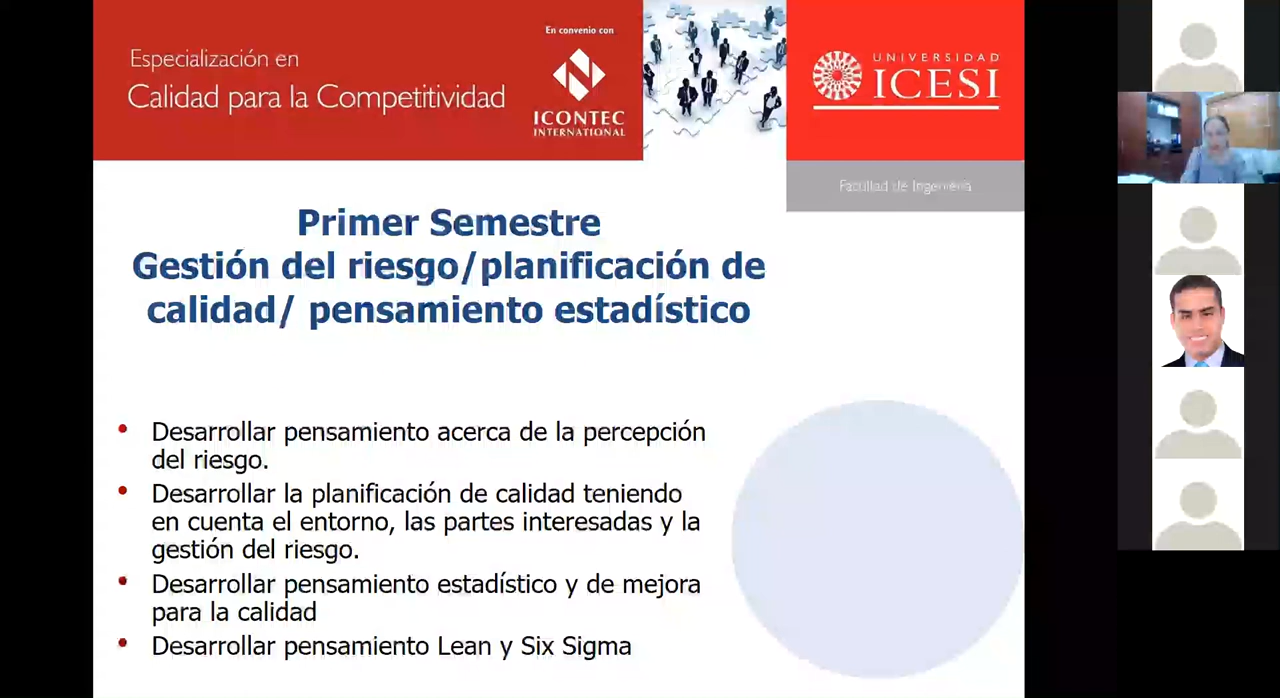 Especialización en
Calidad para la Competitividad
En convenio con
ICONTEC
INTERNATIONAL
UNIVERSIDAD
ICESI
Facultad de Ingeniería
Primer Semestre
Gestión del riesgo/planificación de
calidad/ pensamiento estadístico
• Desarrollar pensamiento acerca de la percepción
del riesgo.
• Desarrollar la planificación de calidad teniendo
en cuenta el entorno, las partes interesadas y la
gestión del riesgo.
• Desarrollar pensamiento estadístico y de mejora
para la calidad
• Desarrollar pensamiento Lean y Six Sigma